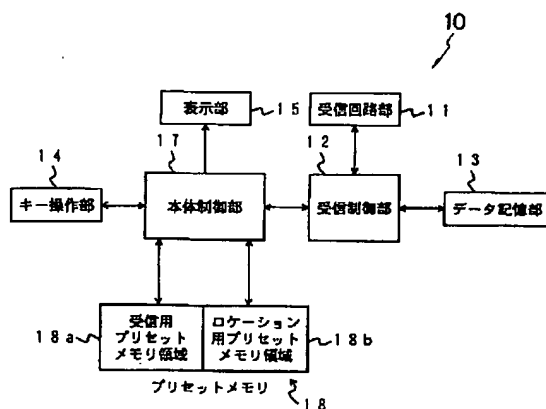 10
表示部
15
受信回路部
11
17
12
14
13
キー操作部
本体制御部
受信制御部
データ記憶部
受信用
プリセット
メモリ領域
ロケーション
用プリセット
メモリ領域
18a
18b
プリセットメモリ
18